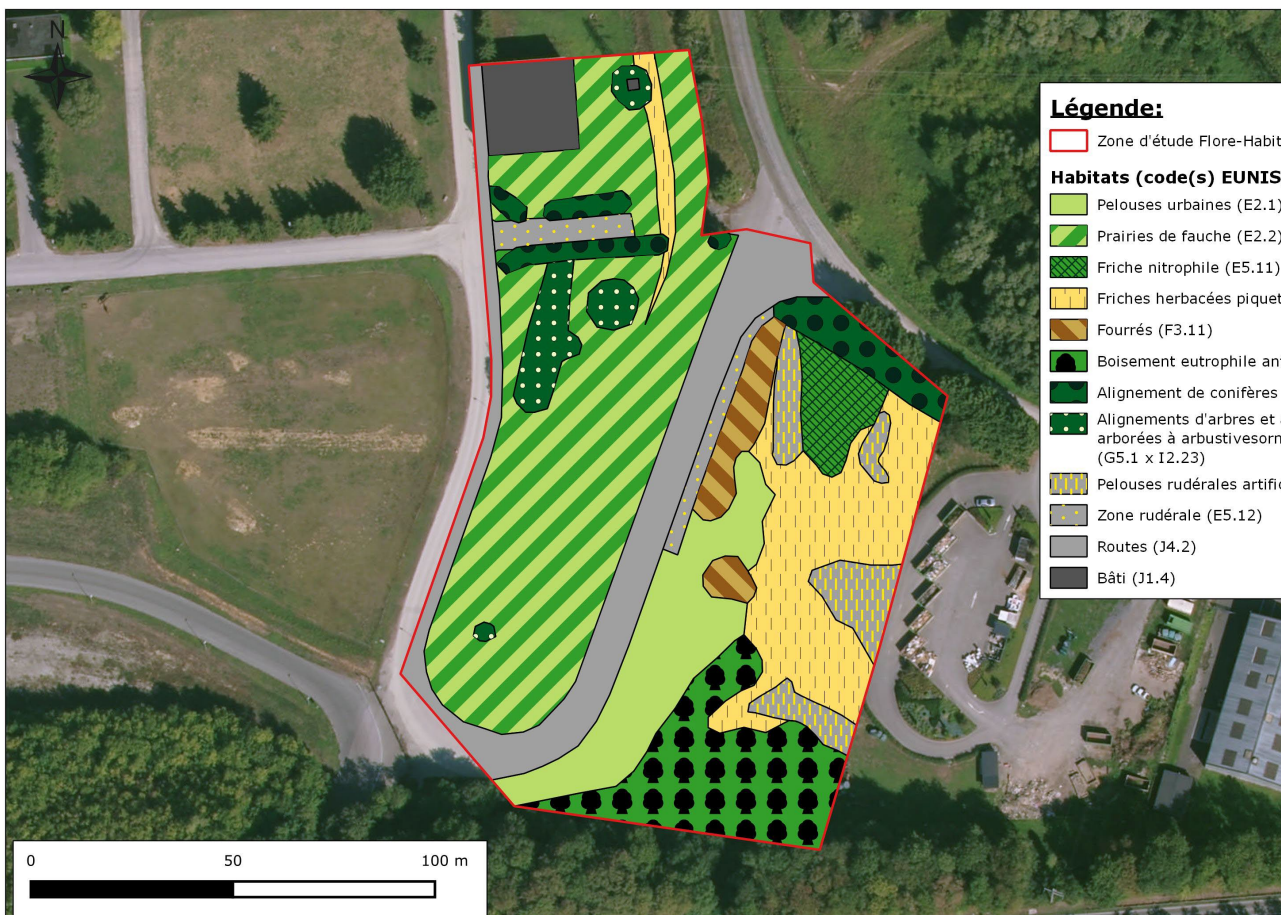 N
Légende:
Zone d'étude Flore-Habit
Habitats (code(s) EUNIS
Pelouses urbaines (E2.1)
Prairies de fauche (E2.2)
Friche nitrophile (E5.11)
Friches herbacées piquet
Fourrés (F3.11)
Boisement eutrophile ant
Alignement de conifères
Alignements d'arbres et
arborées à arbustivesorn
(G5.1 x I2.23)
Pelouses rudérales artific
Zone rudérale (E5.12)
Routes (J4.2)
Bâti (J1.4)
0 50 100 m